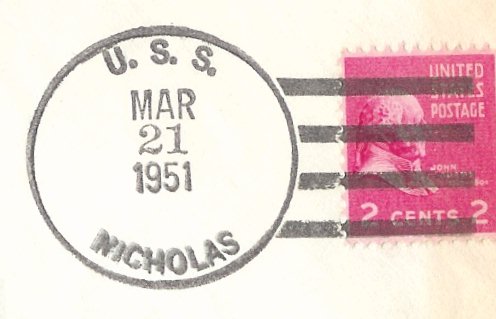 U. S. S.
MAR
21
1951
NICHOLAS
UNITED
STATES
POSTAGE
JOHN
2 CENTS 2